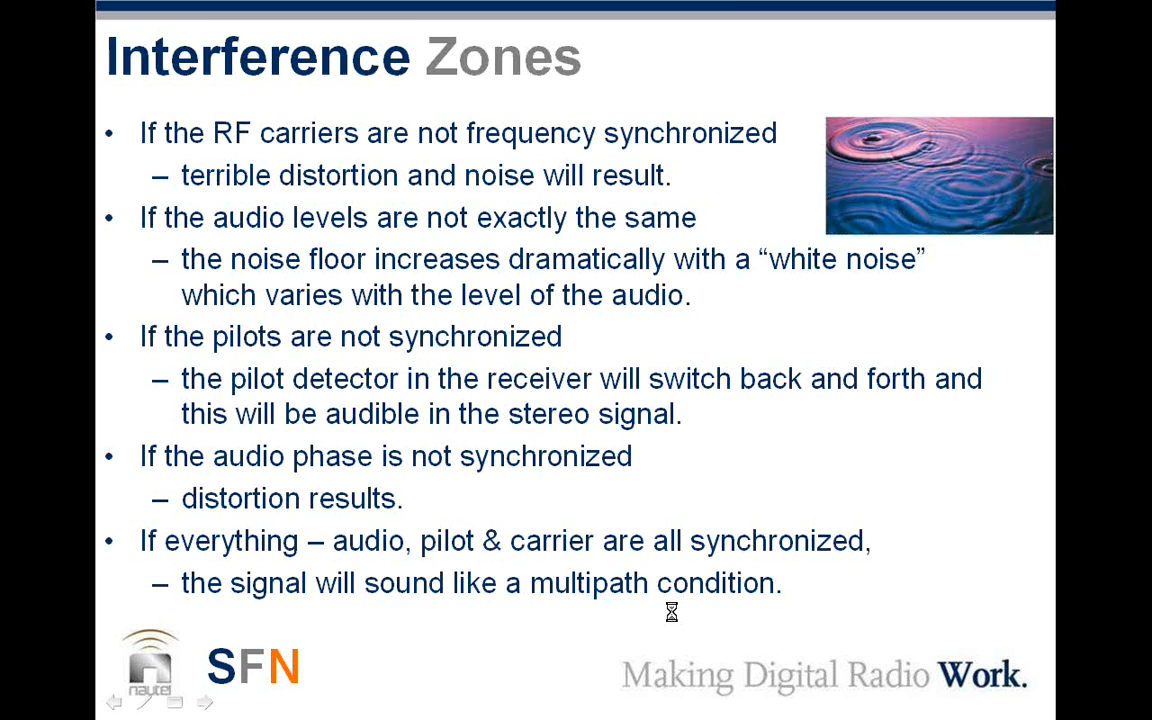 Interference Zones
• If the RF carriers are not frequency synchronized
– terrible distortion and noise will result.
• If the audio levels are not exactly the same
– the noise floor increases dramatically with a “white noise”
which varies with the level of the audio.
• If the pilots are not synchronized
– the pilot detector in the receiver will switch back and forth and
this will be audible in the stereo signal.
• If the audio phase is not synchronized
– distortion results.
• If everything – audio, pilot & carrier are all synchronized,
– the signal will sound like a multipath condition.
nautel
SFN
Making Digital Radio Work.